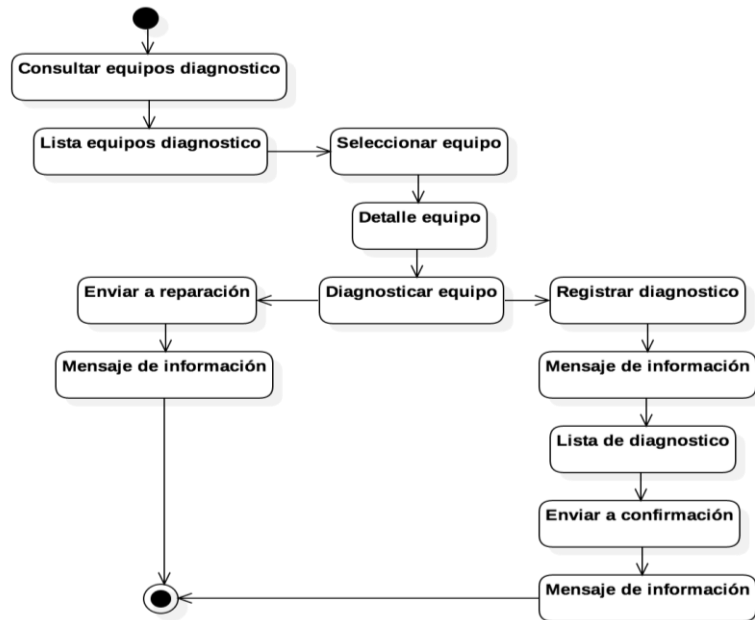 Consultar equipos diagnostico
Lista equipos diagnostico
Seleccionar equipo
Detalle equipo
Enviar a reparación
Diagnosticar equipo
Registrar diagnostico
Mensaje de información
Mensaje de información
Lista de diagnostico
Enviar a confirmación
Mensaje de información